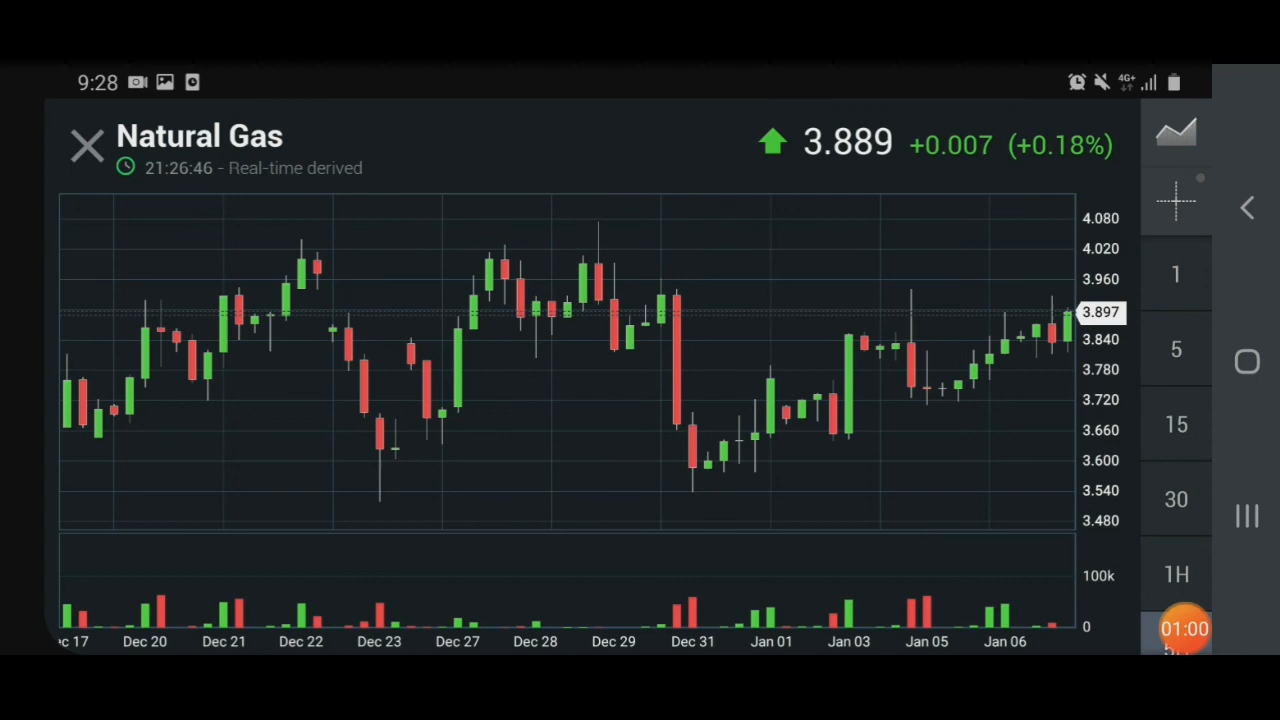 9:28
4G+
Natural Gas
3.889 +0.007 (+0.18%)
21:26:46 - Real-time derived
4.080
4.020
3.960
3.897
3.840
3.780
3.720
3.660
3.600
3.540
3.480
100k
0
c 17 Dec 20 Dec 21 Dec 22 Dec 23 Dec 27 Dec 28 Dec 29 Dec 31 Jan 01 Jan 03 Jan 05 Jan 06
1
5
15
30
1H
01:00